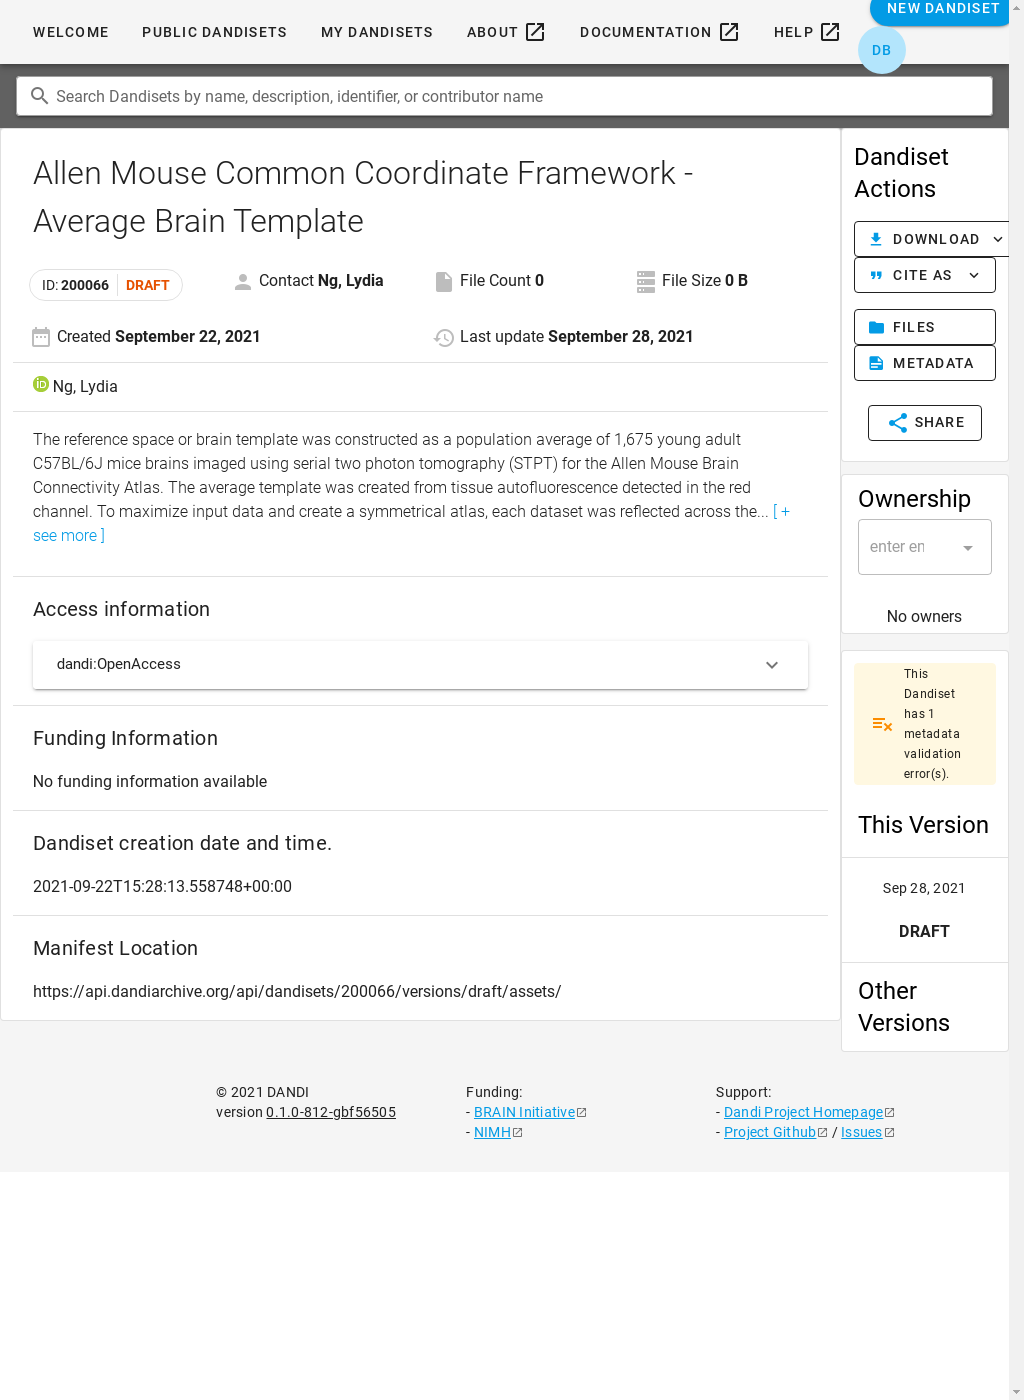 WELCOME PUBLIC DANDISETS MY DANDISETS ABOUT DOCUMENTATION HELP NEW DANDISET
DB
Search Dandisets by name, description, identifier, or contributor name
Allen Mouse Common Coordinate Framework -
Average Brain Template
ID: 200066 DRAFT Contact Ng, Lydia File Count 0 File Size 0 B
Created September 22, 2021 Last update September 28, 2021
Ng, Lydia
The reference space or brain template was constructed as a population average of 1,675 young adult
C57BL/6J mice brains imaged using serial two photon tomography (STPT) for the Allen Mouse Brain
Connectivity Atlas. The average template was created from tissue autofluorescence detected in the red
channel. To maximize input data and create a symmetrical atlas, each dataset was reflected across the... [ +
see more ]
Access information
dandi:OpenAccess
Funding Information
No funding information available
Dandiset creation date and time.
2021-09-22T15:28:13.558748+00:00
Manifest Location
https://api.dandiarchive.org/api/dandisets/200066/versions/draft/assets/
Dandiset
Actions
DOWNLOAD
CITE AS
FILES
METADATA
SHARE
Ownership
enter en
No owners
This
Dandiset
has 1
metadata
validation
error(s).
This Version
Sep 28, 2021
DRAFT
Other
Versions
© 2021 DANDI
version 0.1.0-812-gbf56505
Funding:
- BRAIN Initiative
- NIMH
Support:
- Dandi Project Homepage
- Project Github / Issues